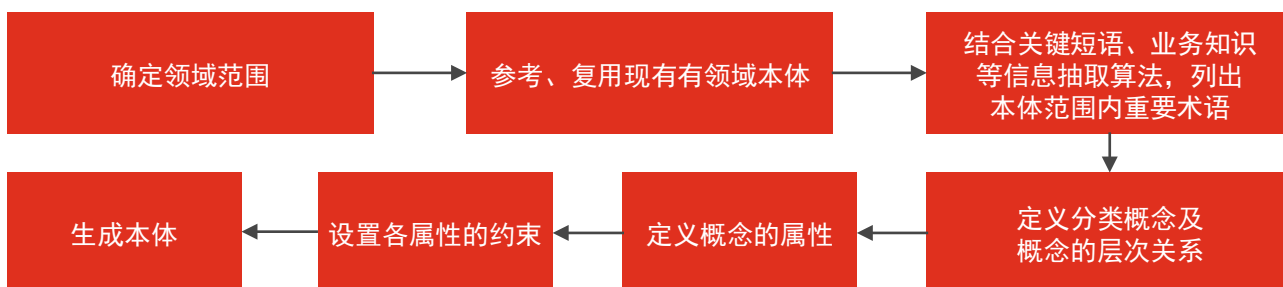 确定领域范围
参考、复用现有有领域本体
结合关键短语、业务知识
等信息抽取算法，列出
本体范围内重要术语
定义分类概念及
概念的层次关系
定义概念的属性
设置各属性的约束
生成本体